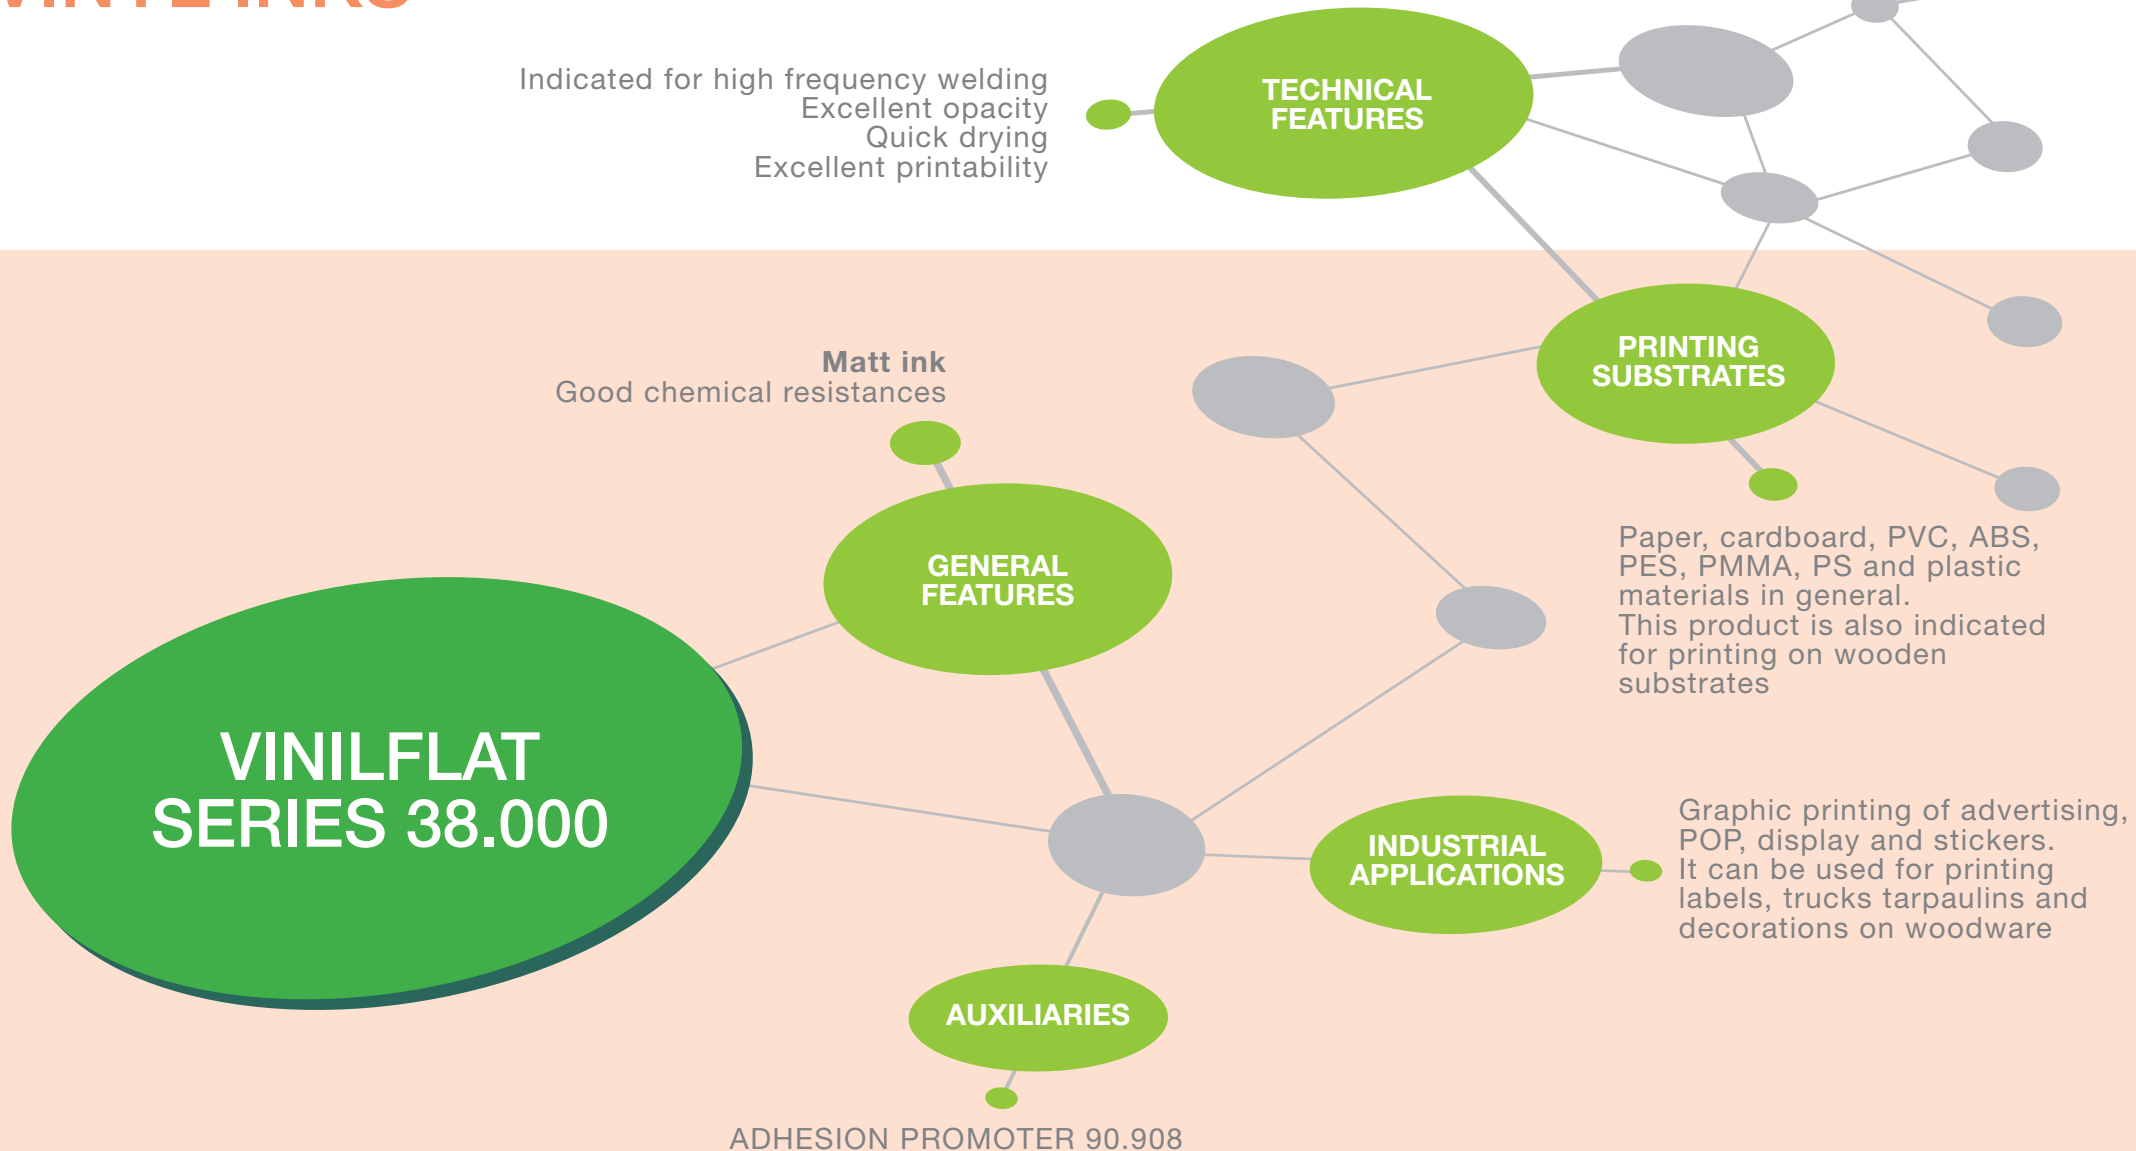 VINYL INKS
Indicated for high frequency welding
Excellent opacity
Quick drying
Excellent printability
TECHNICAL
FEATURES
PRINTING
SUBSTRATES
Matt ink
Good chemical resistances
GENERAL
FEATURES
Paper, cardboard, PVC, ABS,
PES, PMMA, PS and plastic
materials in general.
This product is also indicated
for printing on wooden
substrates
VINILFLAT
SERIES 38.000
INDUSTRIAL
APPLICATIONS
Graphic printing of advertising,
POP, display and stickers.
It can be used for printing
labels, trucks tarpaulins and
decorations on woodware
AUXILIARIES
ADHESION PROMOTER 90.908